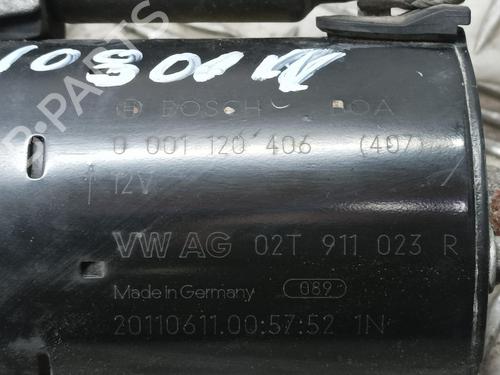 BOSCH ROA
0 001 120 406 (407)
12V
VW AG 02T 911 023 R
Made in Germany 089
20110611.00:57:52 1N
B-PARTS